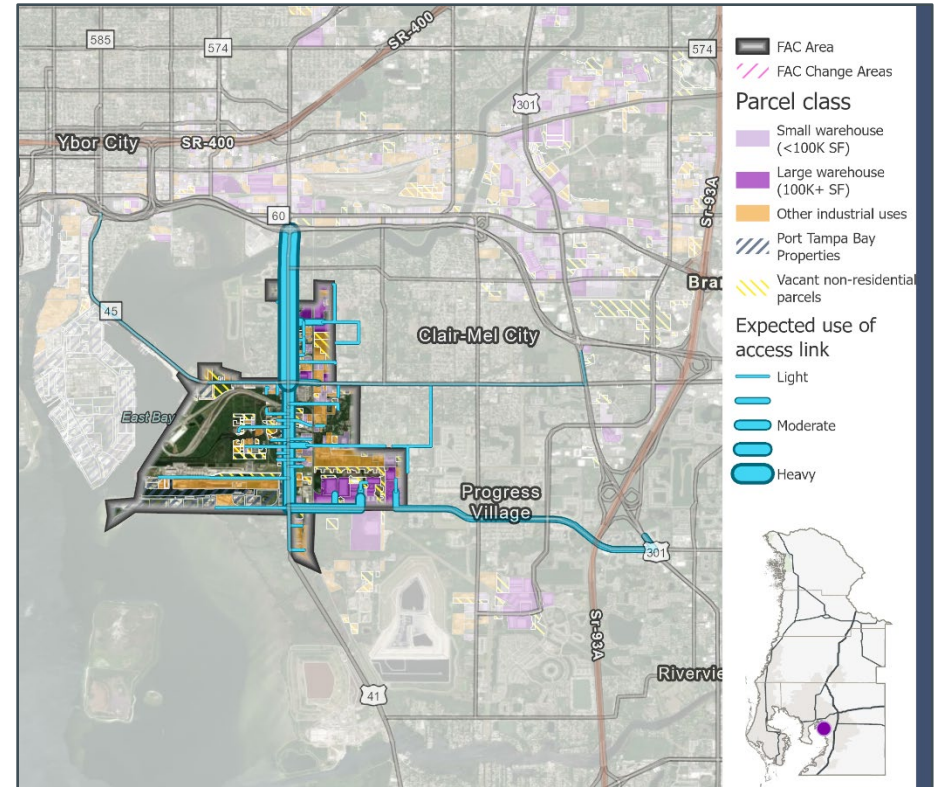 585
574
SR-400
574
301
Ybor City
SR-400
Sr-93A
60
Bra
45
Clair-Mel City
East Bay
Progress
Village
301
Sr-93A
Rivervie
41
FAC Area
FAC Change Areas
Parcel class
Small warehouse
(<100K SF)
Large warehouse
(100K+ SF)
Other industrial uses
Port Tampa Bay
Properties
Vacant non-residential
parcels
Expected use of
access link
Light
Moderate
Heavy